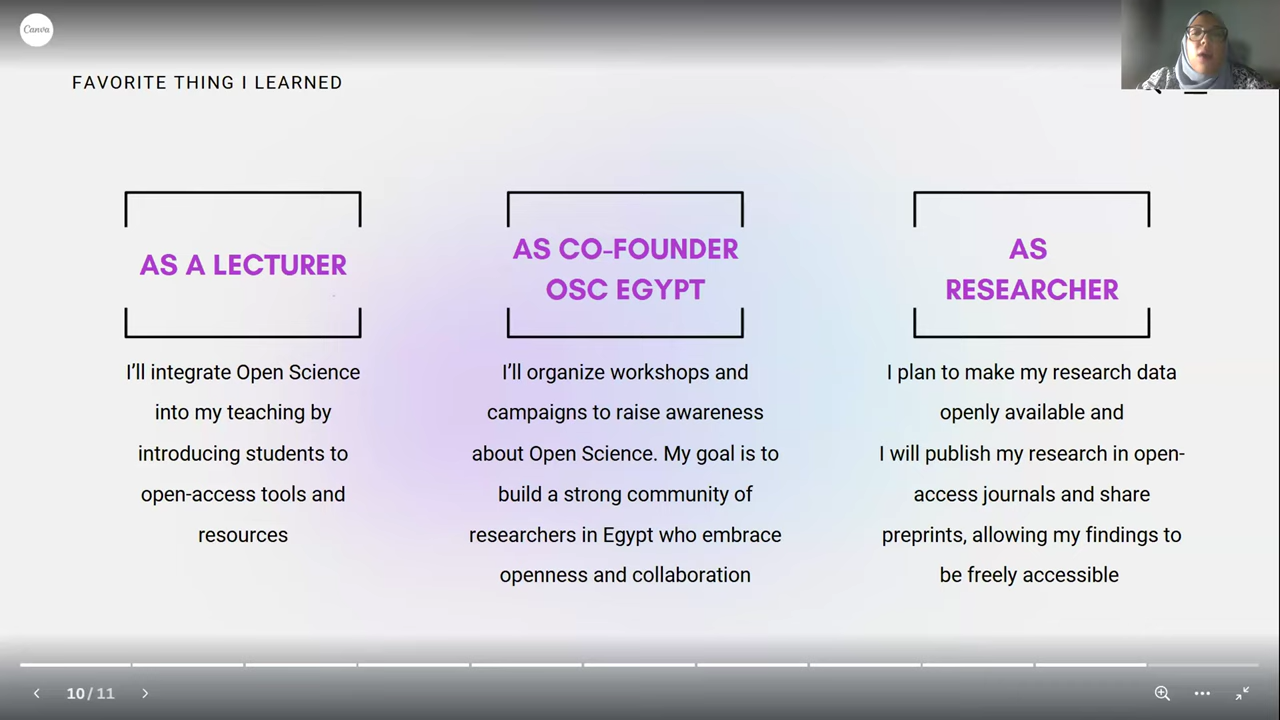 Canva
FAVORITE THING I LEARNED
AS A LECTURER
I’ll integrate Open Science
into my teaching by
introducing students to
open-access tools and
resources
AS CO-FOUNDER
OSC EGYPT
I’ll organize workshops and
campaigns to raise awareness
about Open Science. My goal is to
build a strong community of
researchers in Egypt who embrace
openness and collaboration
AS
RESEARCHER
I plan to make my research data
openly available and
I will publish my research in open-
access journals and share
preprints, allowing my findings to
be freely accessible
10 / 11